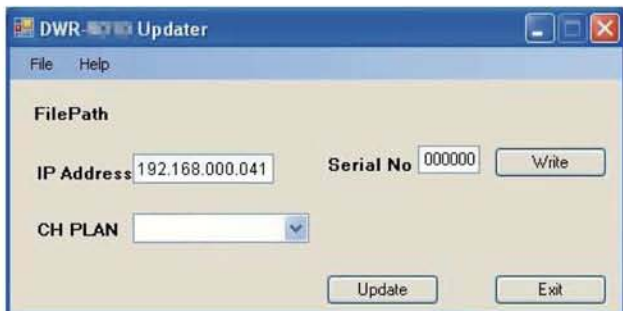 DWR- Updater
File Help
FilePath
IP Address 192.168.000.041 Serial No 000000 Write
CH PLAN
Update Exit